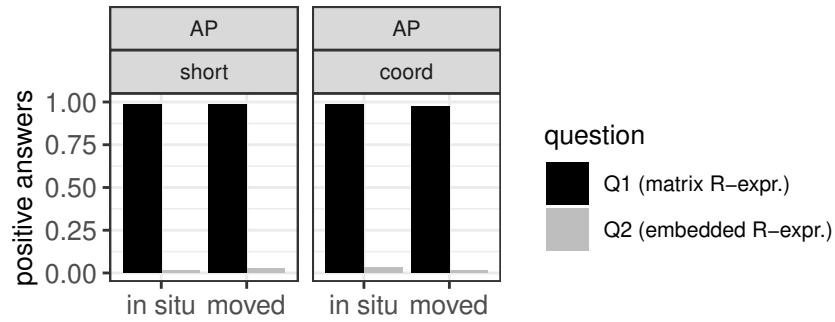 AP
AP
short
coord
positive answers
1.00
0.75
0.50
0.25
0.00
in situ
moved
in situ
moved
question
Q1 (matrix R−expr.)
Q2 (embedded R−expr.)